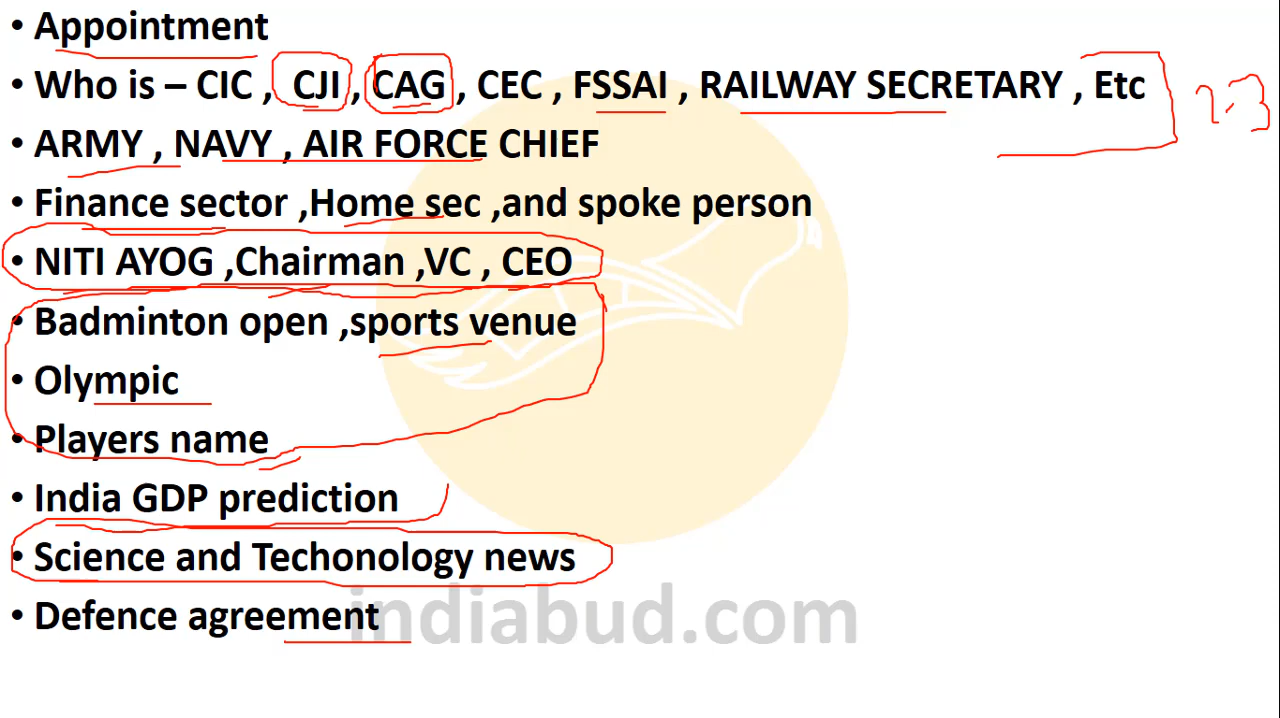 • Appointment
• Who is – CIC , CJI , CAG , CEC , FSSAI , RAILWAY SECRETARY , Etc
• ARMY , NAVY , AIR FORCE CHIEF
• Finance sector ,Home sec ,and spoke person
• NITI AYOG ,Chairman ,VC , CEO
• Badminton open ,sports venue
• Olympic
• Players name
• India GDP prediction
• Science and Techonology news
• Defence agreement
indiabud.com